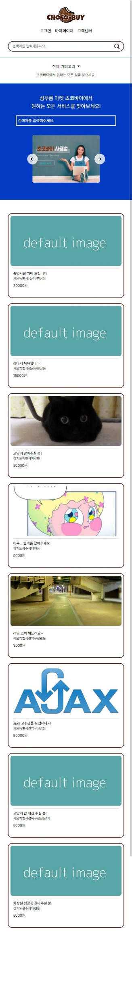 CHOCO-BUY
로그인 마이페이지 고객센터
검색어를 입력해주세요.
전체 카테고리
초코바이에서 원하는 모든 일을 찾으세요!
심부름 마켓 초코바이에서
원하는 모든 서비스를 찾아보세요!
검색어를 입력해주세요.
초코바이 사용법
How to use Choco-buy
default image
증명사진 찍어 드립니다
서울특별시용산구한남동
30000원
default image
강아지 목욕합니다
서울특별시용산구한남동
15000원
고양이 맡아주실 분!
경기도이천시마장면
50000원
이윽... 벌레좀 잡아주세요
경기도광주시태전동
5000원
러닝 코치 해드려요~
서울특별시관악구신림동
3000원
AJAX
ajax 고수분을 모십니다~!
서울특별시관악구신림동
80000원
default image
고양이 밥 대신 주실 분!
서울특별시성북구삼선동1가
5000원
default image
화장실 형광등 갈아주실 분
경기도광주시태전동
5000원